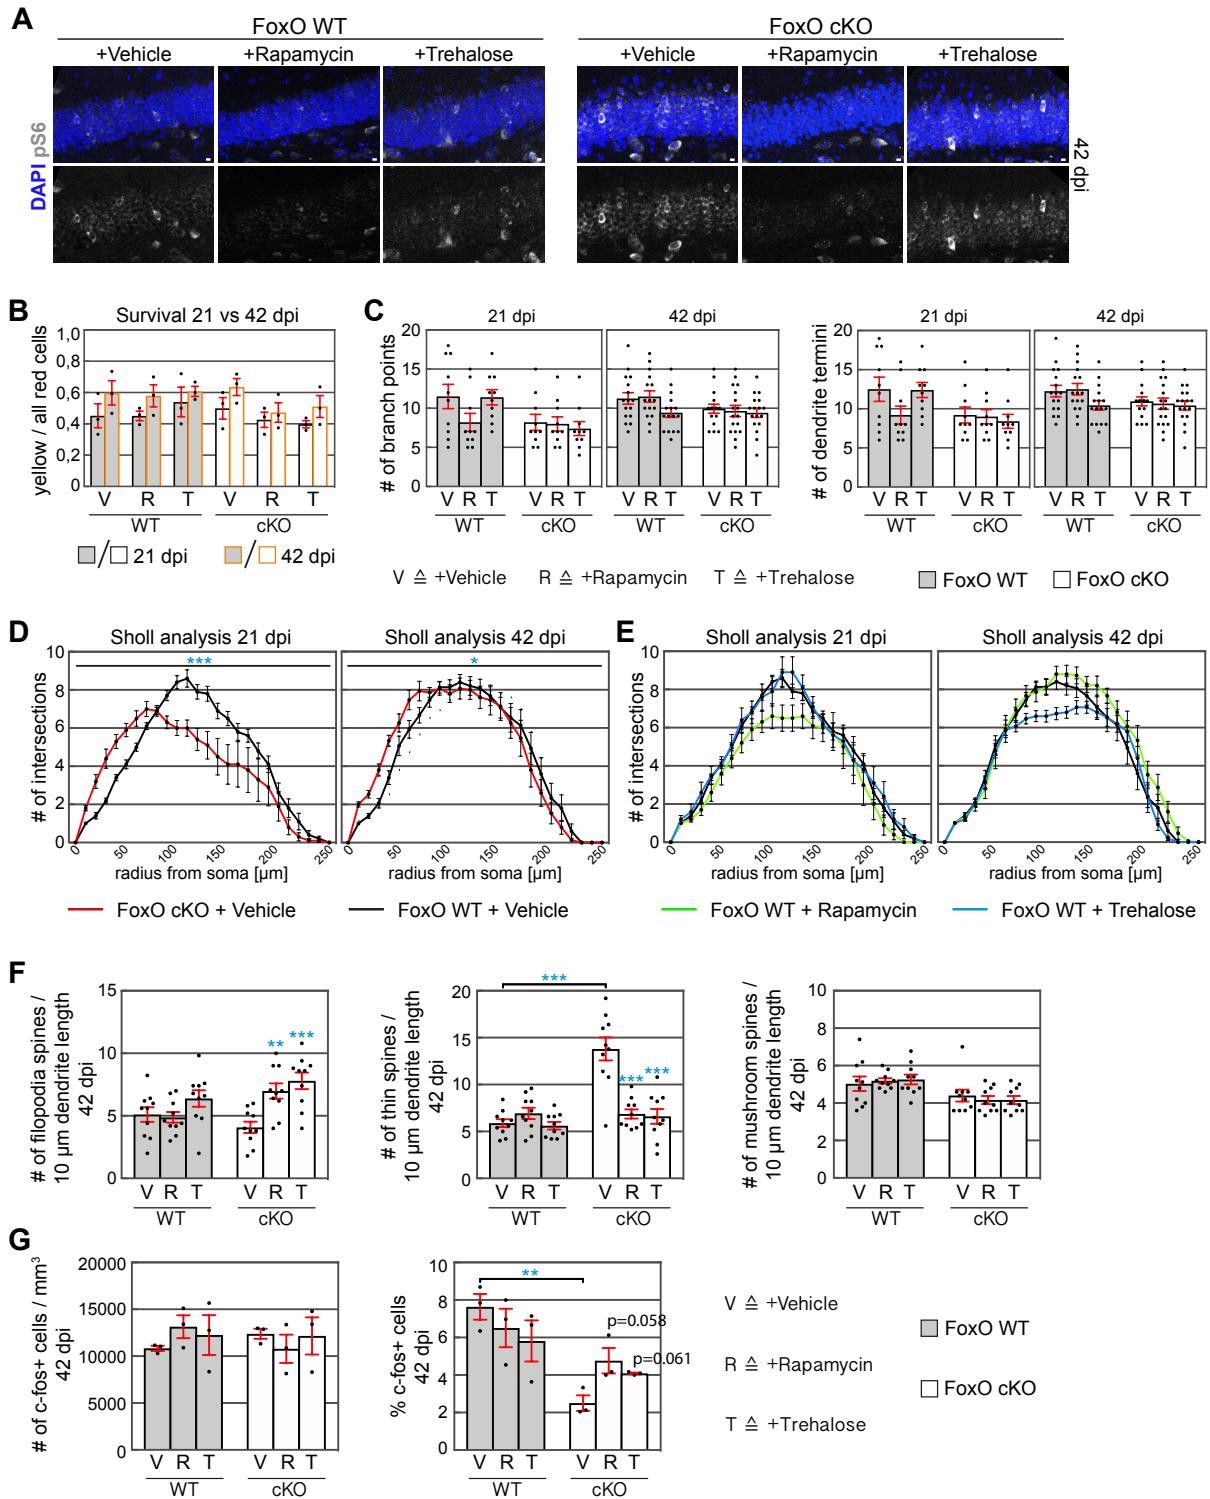 A
FoxO WT
FoxO cKO
+Vehicle +Rapamycin +Trehalose +Vehicle +Rapamycin +Trehalose
DAPI pS6
42 dpi
B
Survival 21 vs 42 dpi
yellow / all red cells
1,0
0,8
0,6
0,4
0,2
0
V R T V R T
WT cKO
/ 21 dpi / 42 dpi
C
21 dpi 42 dpi
# of branch points
20
15
10
5
0
V R T V R T
WT cKO WT cKO
21 dpi 42 dpi
# of dendrite termini
20
15
10
5
0
V R T V R T
WT cKO WT cKO
V ≙ +Vehicle R ≙ +Rapamycin T ≙ +Trehalose
FoxO WT FoxO cKO
D
Sholl analysis 21 dpi Sholl analysis 42 dpi
*** *
# of intersections
10
8
6
4
2
0
0 50 100 150 200 250 0 50 100 150 200 250
radius from soma [µm] radius from soma [µm]
FoxO cKO + Vehicle FoxO WT + Vehicle
E
Sholl analysis 21 dpi Sholl analysis 42 dpi
# of intersections
10
8
6
4
2
0
0 50 100 150 200 250 0 50 100 150 200 250
radius from soma [µm] radius from soma [µm]
FoxO WT + Rapamycin FoxO WT + Trehalose
F
# of filopodia spines /
10 µm dendrite length
42 dpi
15
10
5
0
** ***
V R T V R T
WT cKO
# of thin spines /
10 µm dendrite length
42 dpi
20
15
10
5
0
***
*** ***
V R T V R T
WT cKO
# of mushroom spines /
10 µm dendrite length
42 dpi
10
8
6
4
2
0
V R T V R T
WT cKO
G
# of c-fos+ cells / mm³
42 dpi
20000
15000
10000
5000
0
V R T V R T
WT cKO
% c-fos+ cells
42 dpi
10
8
6
4
2
0
**
p=0.058
p=0.061
V R T V R T
WT cKO
V ≙ +Vehicle
R ≙ +Rapamycin
T ≙ +Trehalose
FoxO WT
FoxO cKO